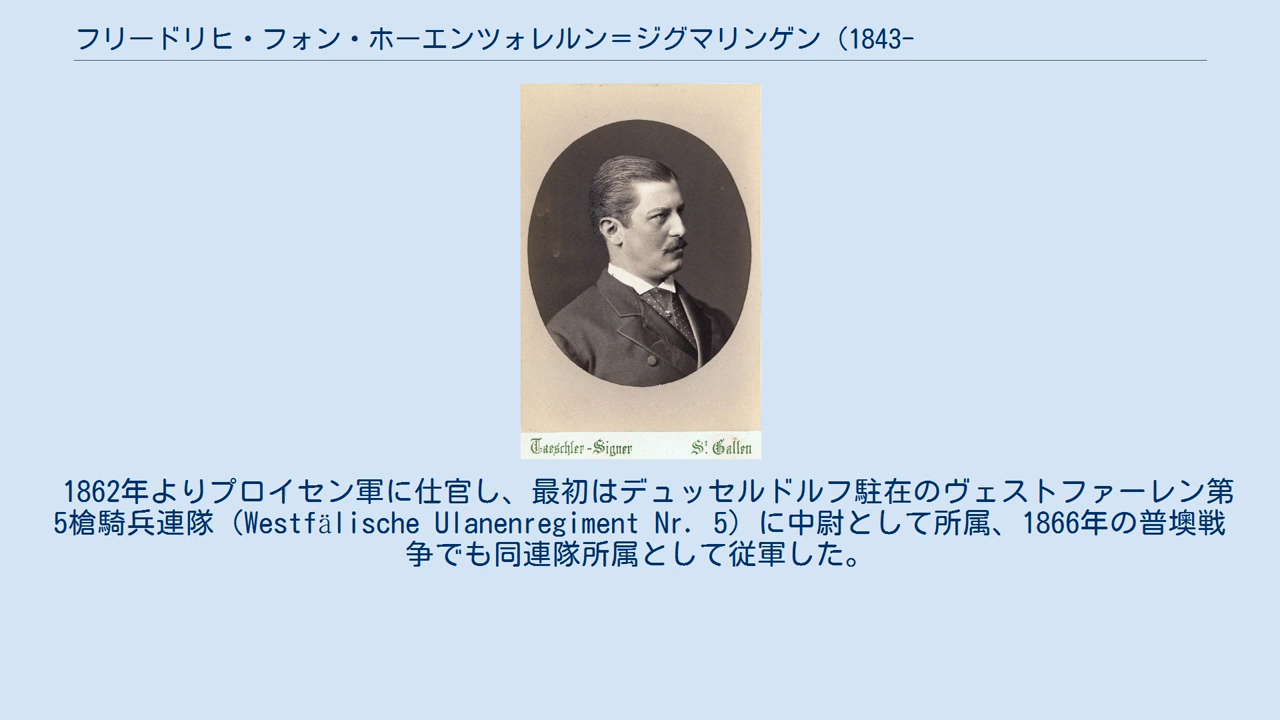 フリードリヒ・フォン・ホーエンツォレルン＝ジグマリンゲン（1843-
Taeschler-Signer St Gallen
1862年よりプロイセン軍に仕官し、最初はデュッセルドルフ駐在のヴェストファーレン第
5槍騎兵連隊（Westfälische Ulanenregiment Nr. 5）に中尉として所属、1866年の普墺戦
争でも同連隊所属として従軍した。